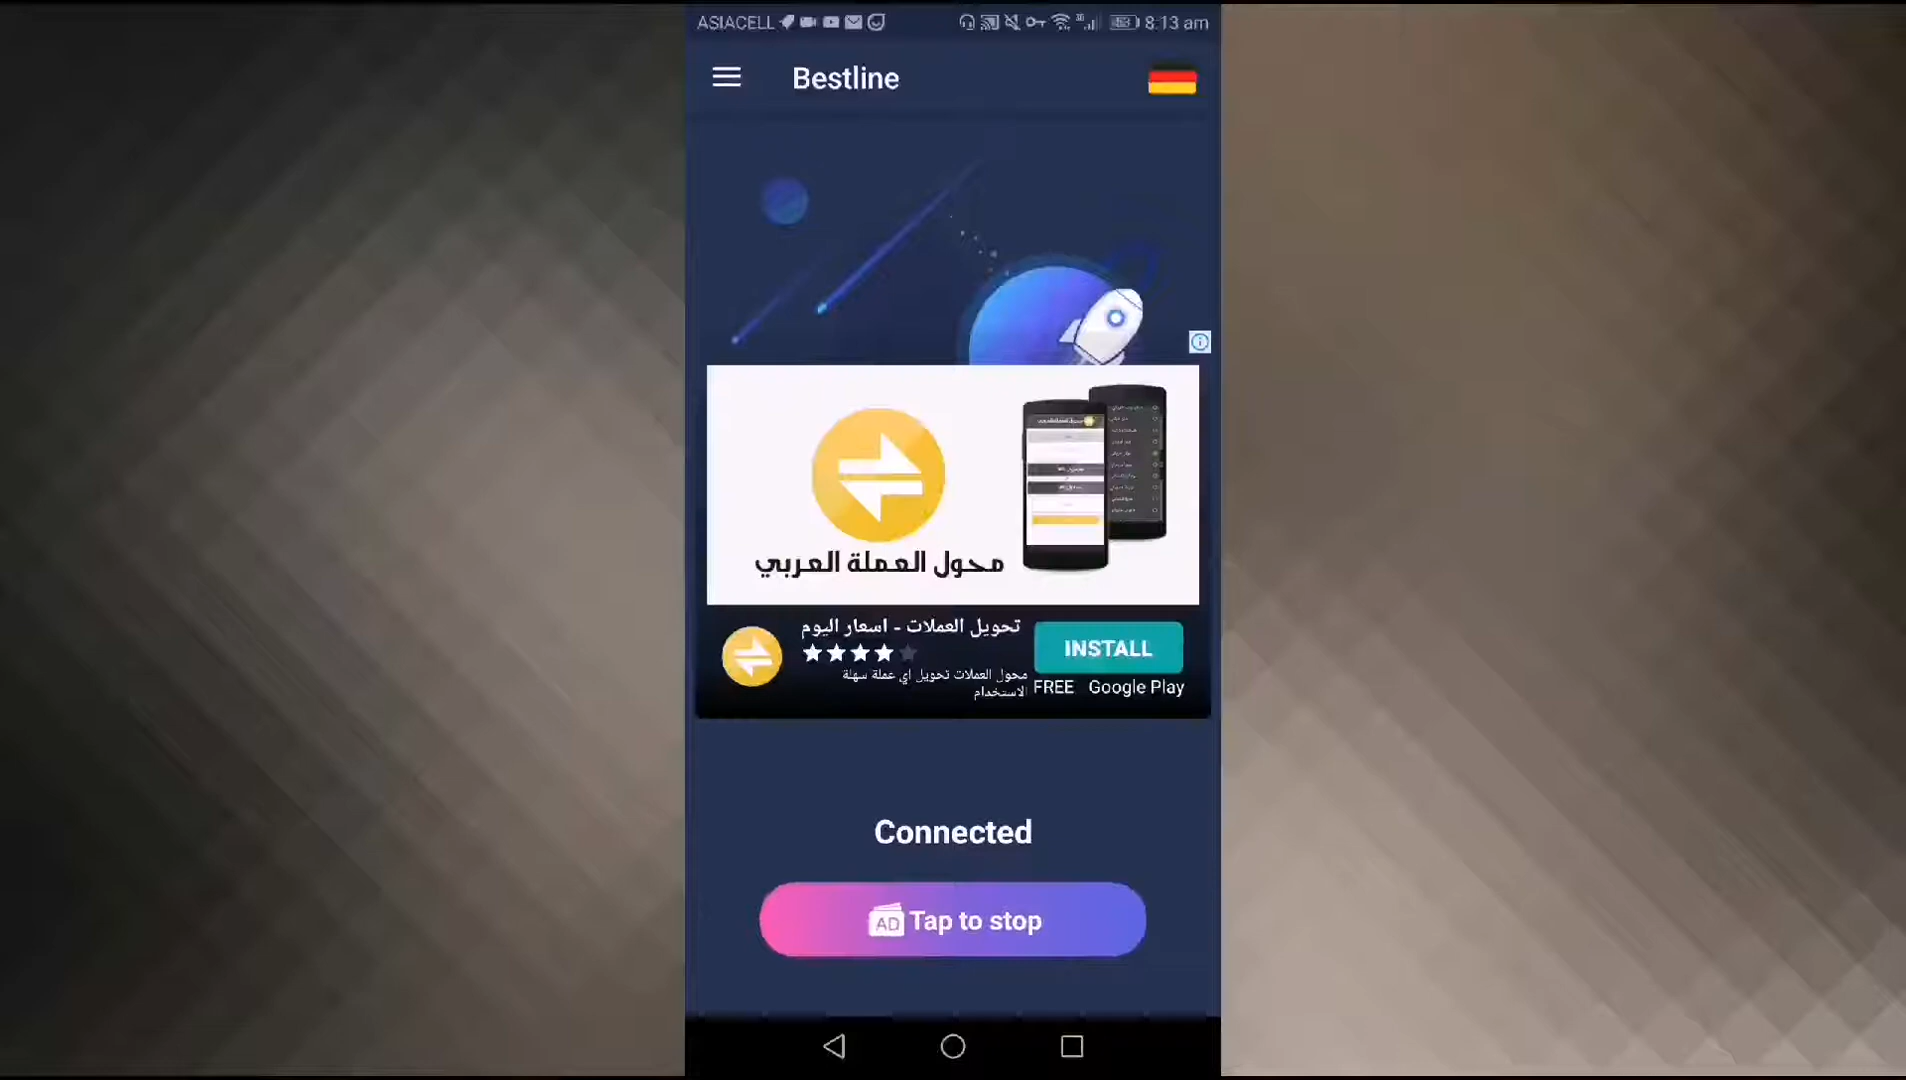 ASIACELL
8:13 am
Bestline
محول العملة العربي
تحويل العملات - اسعار اليوم
INSTALL
محول العملات تحويل اي عملة سهلة
الاستخدام
FREE Google Play
Connected
AD Tap to stop